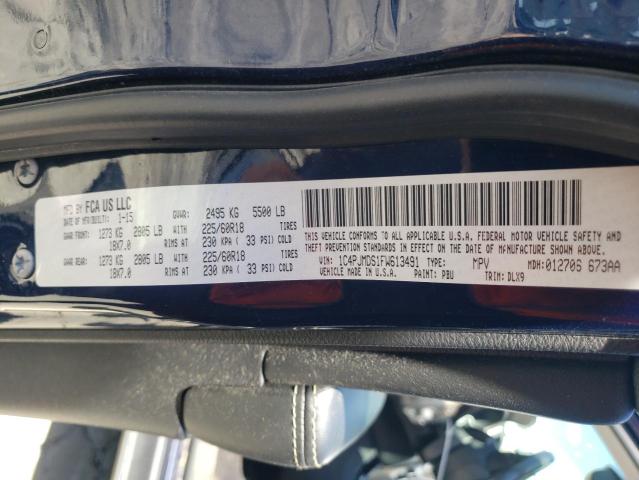 MFD BY FCA US LLC
DATE OF MFR/BUILT: 1-15
GVWR: 2495 KG 5500 LB
GAWR FRONT: 1273 KG 2805 LB WITH 225/60R18 TIRES
18X7.0 RIMS AT 230 KPA ( 33 PSI) COLD
GAWR REAR: 1273 KG 2805 LB WITH 225/60R18 TIRES
18X7.0 RIMS AT 230 KPA ( 33 PSI) COLD
THIS VEHICLE CONFORMS TO ALL APPLICABLE U.S.A. FEDERAL MOTOR VEHICLE SAFETY AND
STANDARDS IN EFFECT ON THE DATE OF MANUFACTURE SHOWN ABOVE.
VIN: 1C4PJMDS1FW613491 TYPE: MPV MDH: 012706 673AA
VEHICLE MADE IN U.S.A. PAINT: PBU TRIM: DLX9